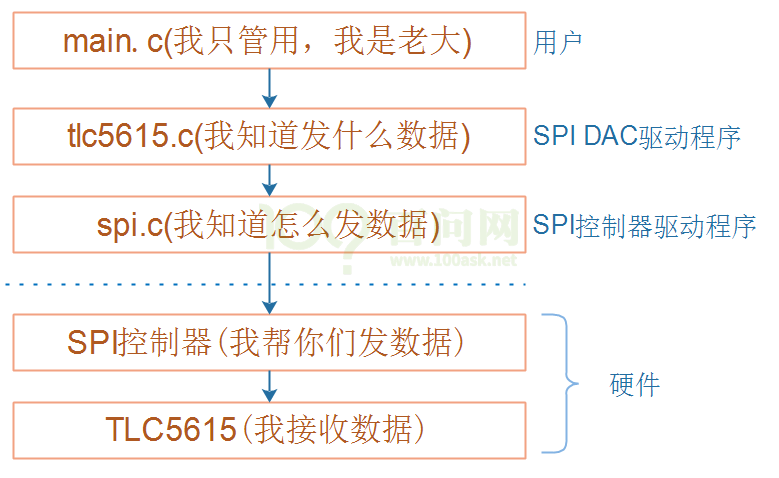 main. c(我只管用，我是老大)
用户
tlc5615.c(我知道发什么数据)
SPI DAC驱动程序
spi.c(我知道怎么发数据)
SPI控制器驱动程序
100问网
www.100ask.net
SPI控制器(我帮你们发数据)
硬件
TLC5615(我接收数据)